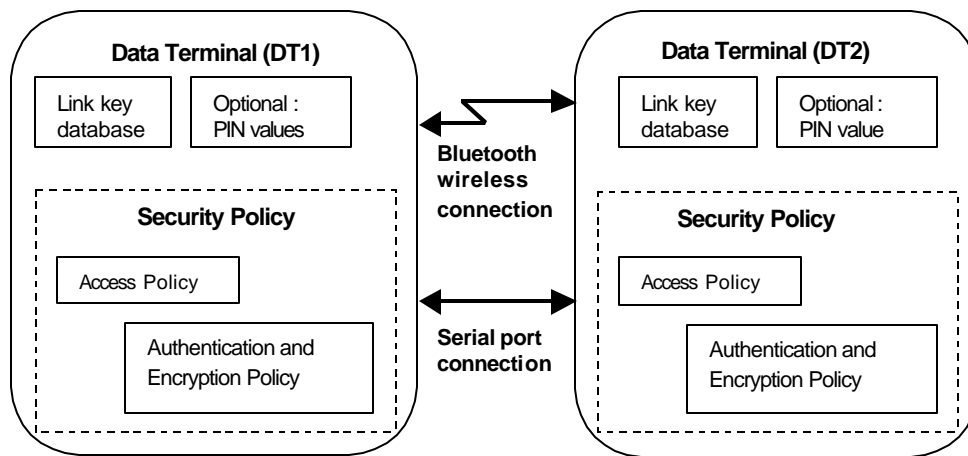 Data Terminal (DT1)
Link key
database
Optional :
PIN values
Security Policy
Access Policy
Authentication and
Encryption Policy
Bluetooth
wireless
connection
Serial port
connection
Data Terminal (DT2)
Link key
database
Optional :
PIN value
Security Policy
Access Policy
Authentication and
Encryption Policy